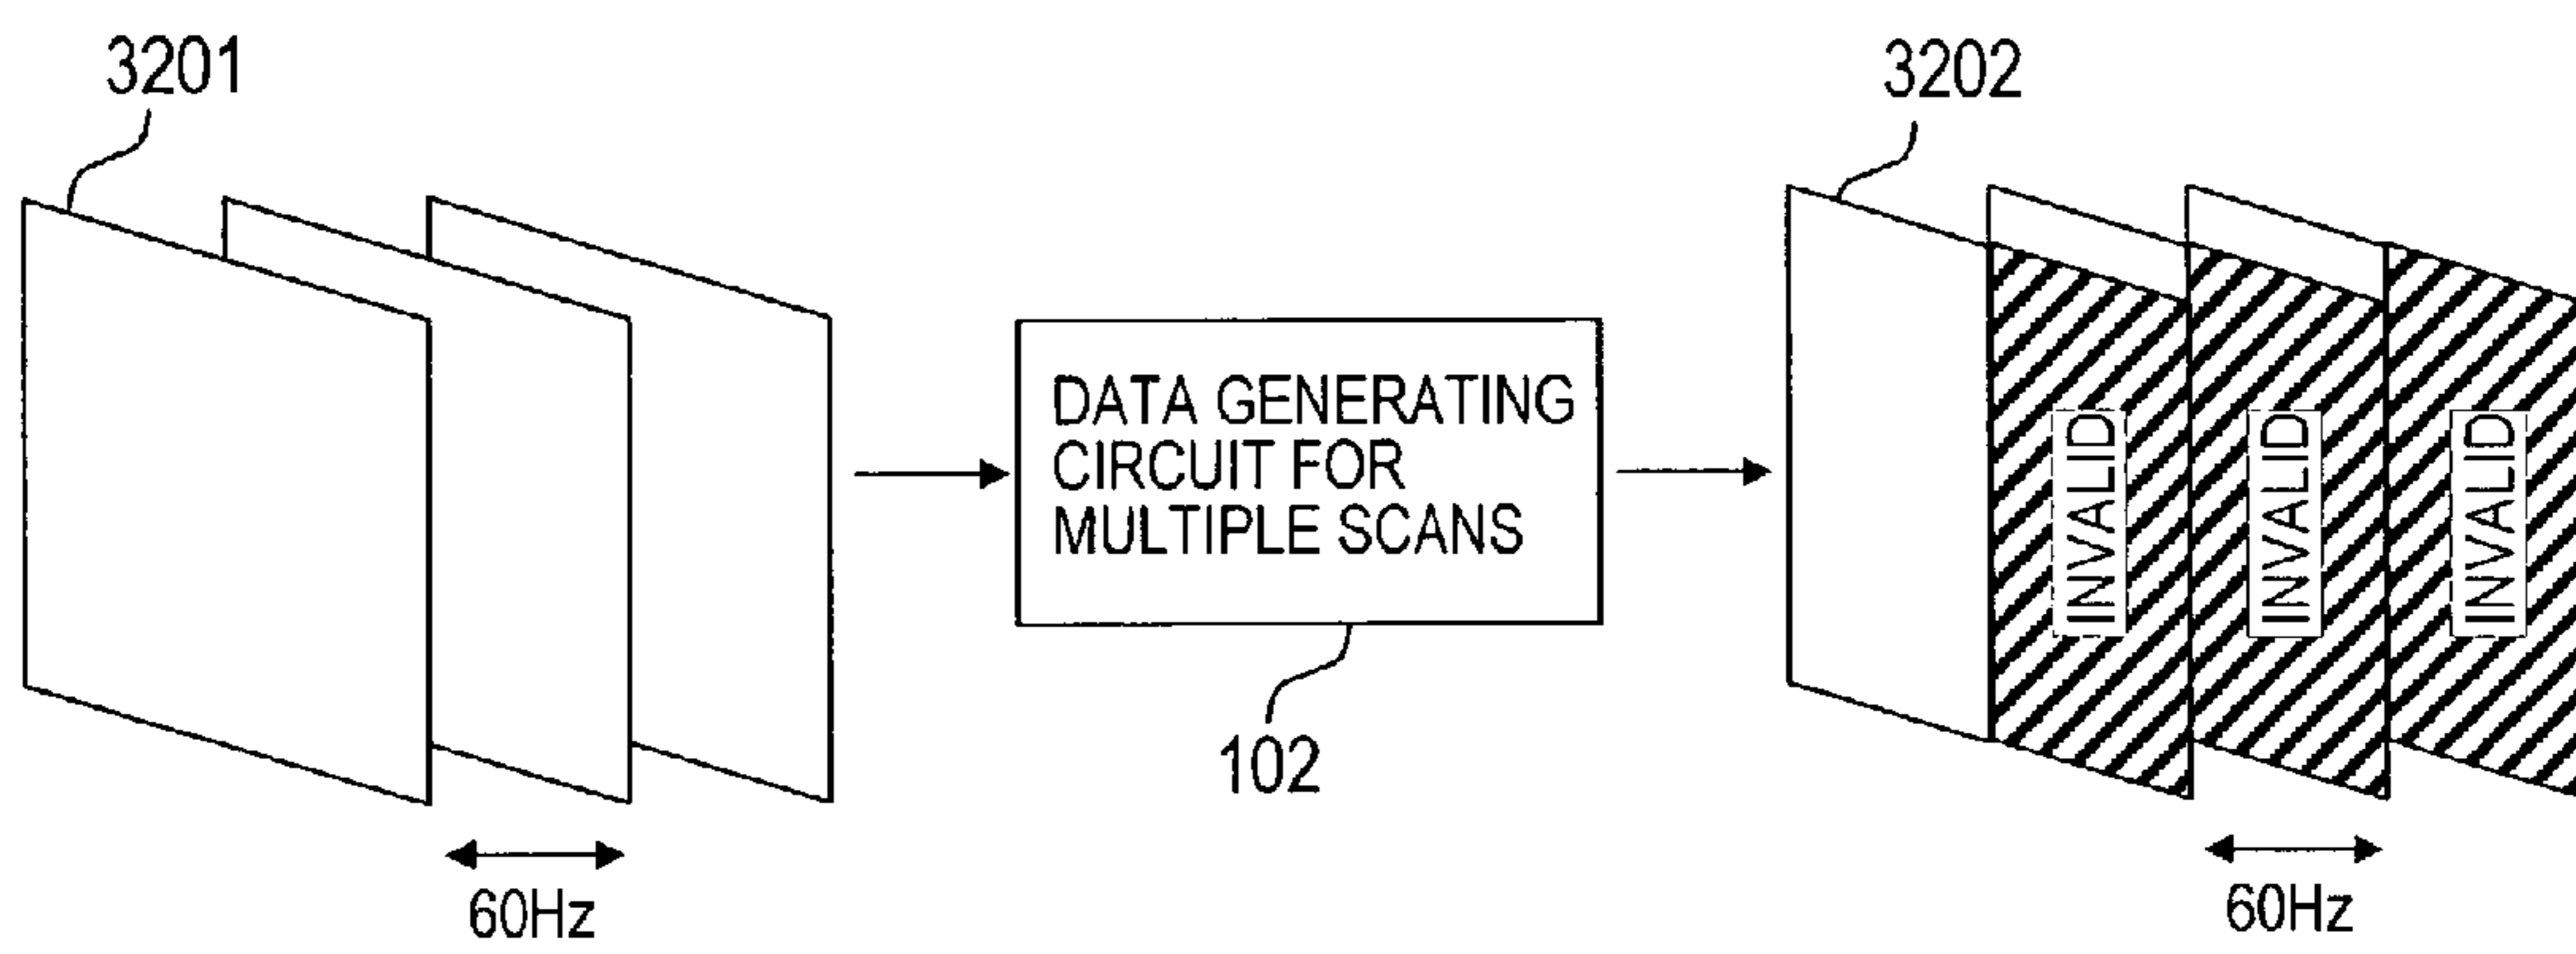 3201
3202
DATA GENERATING
CIRCUIT FOR
MULTIPLE SCANS
INVALID
INVALID
INVALID
102
60Hz
60Hz